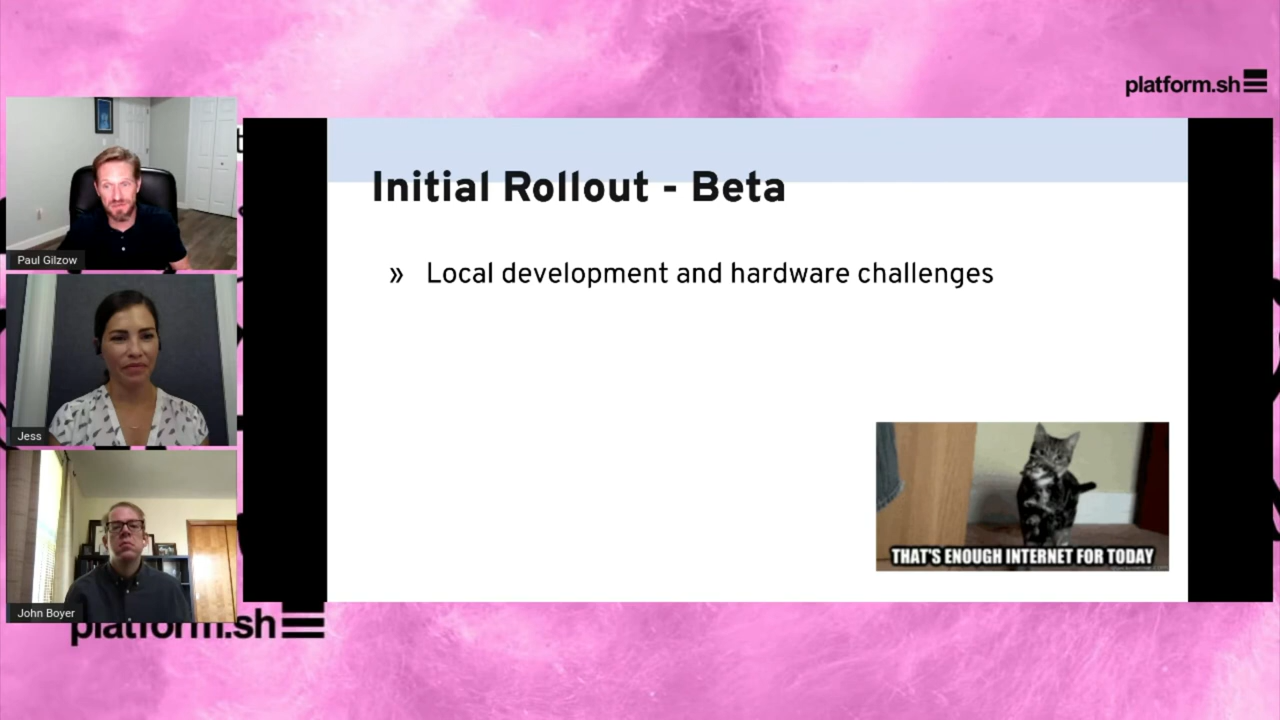 platform.sh
Paul Gilzow
Jess
John Boyer
Initial Rollout - Beta
» Local development and hardware challenges
THAT'S ENOUGH INTERNET FOR TODAY
platform.sh